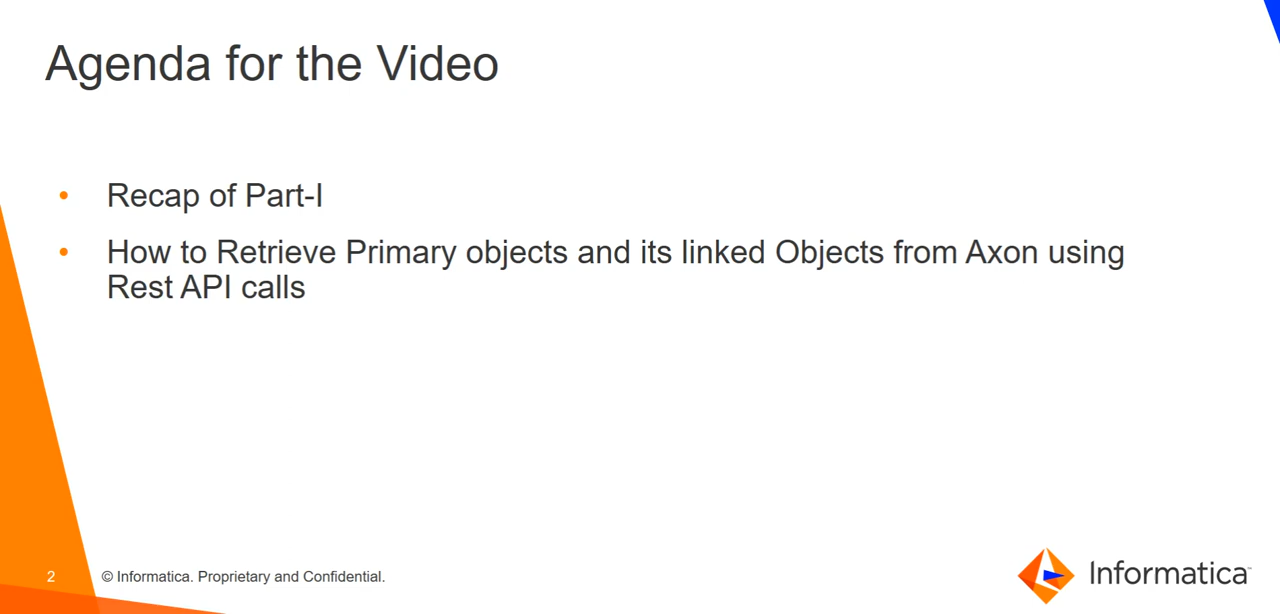 Agenda for the Video
• Recap of Part-I
• How to Retrieve Primary objects and its linked Objects from Axon using
Rest API calls
2 © Informatica. Proprietary and Confidential.
Informatica™